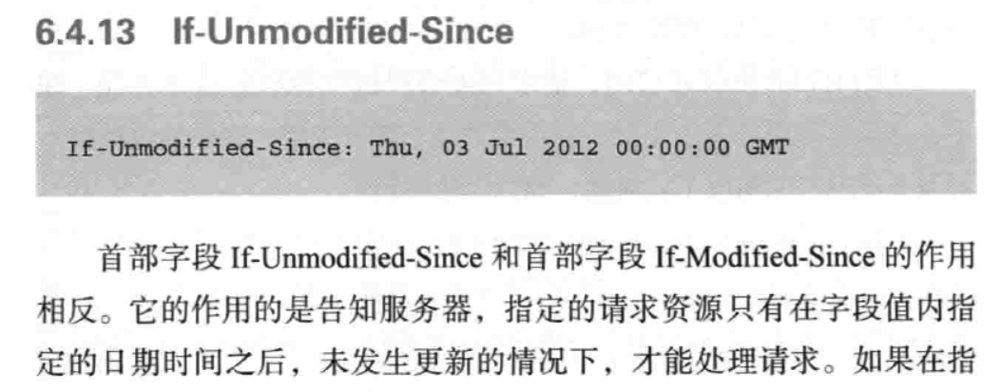 6.4.13 If-Unmodified-Since
If-Unmodified-Since: Thu, 03 Jul 2012 00:00:00 GMT
首部字段 If-Unmodified-Since 和首部字段 If-Modified-Since 的作用
相反。它的作用的是告知服务器，指定的请求资源只有在字段值内指
定的日期时间之后，未发生更新的情况下，才能处理请求。如果在指